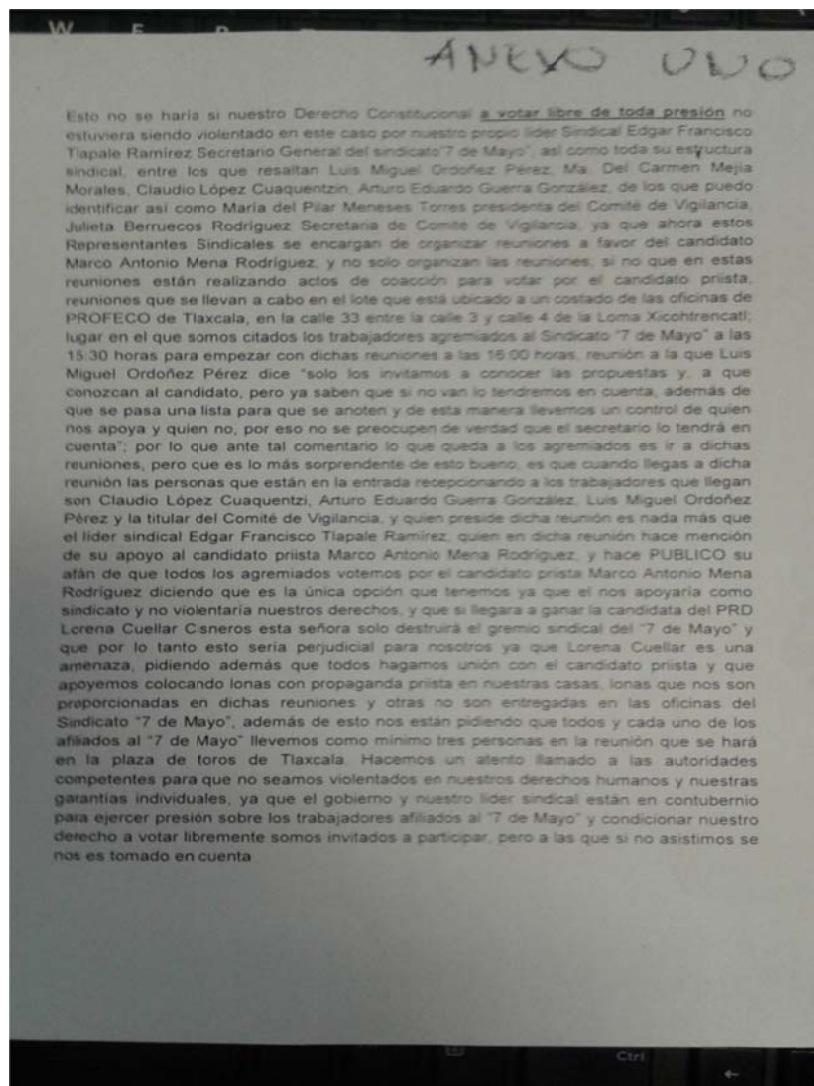 W E R
ANEXO UNO
Esto no se haría si nuestro Derecho Constitucional a votar libre de toda presión no
estuviera siendo violentado en este caso por nuestro propio líder Sindical Edgar Francisco
Tlapale Ramírez Secretario General del sindicato"7 de Mayo", así como toda su estructura
sindical, entre los que resaltan Luis Miguel Ordoñez Pérez, Ma. Del Carmen Mejía
Morales, Claudio López Cuaquentzin, Arturo Eduardo Guerra González, de los que puedo
identificar así como María del Pilar Meneses Torres presidenta del Comité de Vigilancia,
Julieta Berruecos Rodríguez Secretaria de Comité de Vigilancia, ya que ahora estos
Representantes Sindicales se encargan de organizar reuniones a favor del candidato
Marco Antonio Mena Rodríguez, y no solo organizan las reuniones, si no que en estas
reuniones están realizando actos de coacción para votar por el candidato priista,
reuniones que se llevan a cabo en el lote que está ubicado a un costado de las oficinas de
PROFECO de Tlaxcala, en la calle 33 entre la calle 3 y calle 4 de la Loma Xicohtrencatl;
lugar en el que somos citados los trabajadores agremiados al Sindicato "7 de Mayo" a las
15:30 horas para empezar con dichas reuniones a las 16:00 horas, reunión a la que Luis
Miguel Ordoñez Pérez dice "solo los invitamos a conocer las propuestas y, a que
conozcan al candidato, pero ya saben que si no van lo tendremos en cuenta, además de
que se pasa una lista para que se anoten y de esta manera llevemos un control de quien
nos apoya y quien no, por eso no se preocupen de verdad que el secretario lo tendrá en
cuenta"; por lo que ante tal comentario lo que queda a los agremiados es ir a dichas
reuniones, pero que es lo más sorprendente de esto bueno, es que cuando llegas a dicha
reunión las personas que están en la entrada recepcionando a los trabajadores que llegan
son Claudio López Cuaquentzi, Arturo Eduardo Guerra González, Luis Miguel Ordoñez
Pérez y la titular del Comité de Vigilancia, y quien preside dicha reunión es nada más que
el líder sindical Edgar Francisco Tlapale Ramírez, quien en dicha reunión hace mención
de su apoyo al candidato priista Marco Antonio Mena Rodríguez, y hace PUBLICO su
afán de que todos los agremiados votemos por el candidato priista Marco Antonio Mena
Rodríguez diciendo que es la única opción que tenemos ya que el nos apoyaría como
sindicato y no violentaría nuestros derechos, y que si llegara a ganar la candidata del PRD
Lorena Cuellar Cisneros esta señora solo destruirá el gremio sindical del "7 de Mayo" y
que por lo tanto esto sería perjudicial para nosotros ya que Lorena Cuellar es una
amenaza, pidiendo además que todos hagamos unión con el candidato priista y que
apoyemos colocando lonas con propaganda priista en nuestras casas, lonas que nos son
proporcionadas en dichas reuniones y otras no son entregadas en las oficinas del
Sindicato "7 de Mayo", además de esto nos están pidiendo que todos y cada uno de los
afiliados al "7 de Mayo" llevemos como mínimo tres personas en la reunión que se hará
en la plaza de toros de Tlaxcala. Hacemos un atento llamado a las autoridades
competentes para que no seamos violentados en nuestros derechos humanos y nuestras
garantías individuales, ya que el gobierno y nuestro líder sindical están en contubernio
para ejercer presión sobre los trabajadores afiliados al "7 de Mayo" y condicionar nuestro
derecho a votar libremente somos invitados a participar, pero a las que si no asistimos se
nos es tomado en cuenta
Ctrl